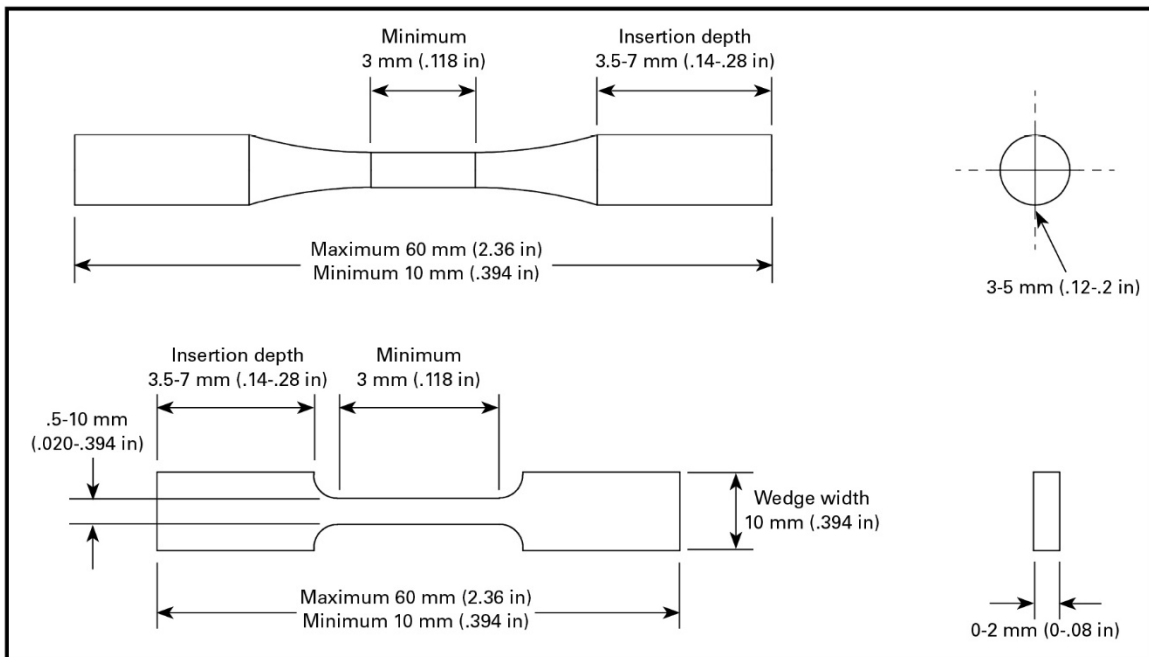 Minimum
3 mm (.118 in)
Insertion depth
3.5-7 mm (.14-.28 in)
Maximum 60 mm (2.36 in)
Minimum 10 mm (.394 in)
3-5 mm (.12-.2 in)
Insertion depth
3.5-7 mm (.14-.28 in)
Minimum
3 mm (.118 in)
.5-10 mm
(.020-.394 in)
Wedge width
10 mm (.394 in)
Maximum 60 mm (2.36 in)
Minimum 10 mm (.394 in)
0-2 mm (0-.08 in)